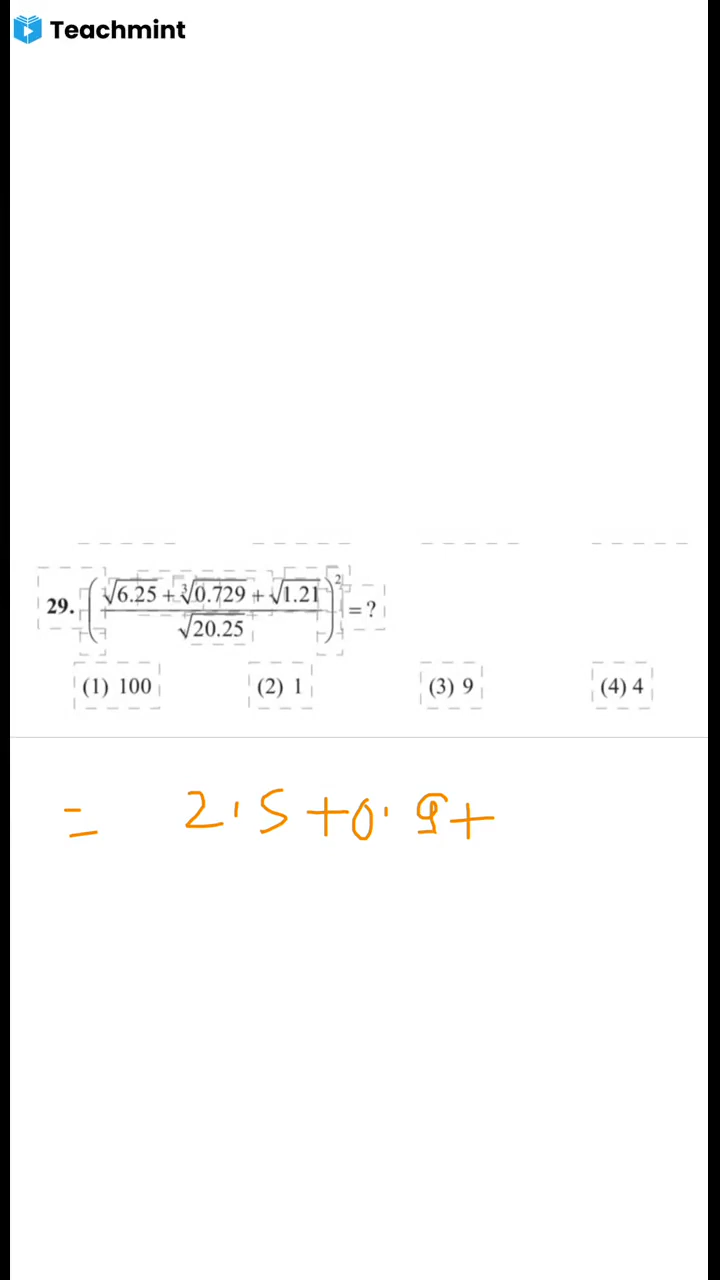 Teachmint
29. ( (√6.25 + ∛0.729 + √1.21) / √20.25 )² = ?
(1) 100 (2) 1 (3) 9 (4) 4
= 2.5+0.9+